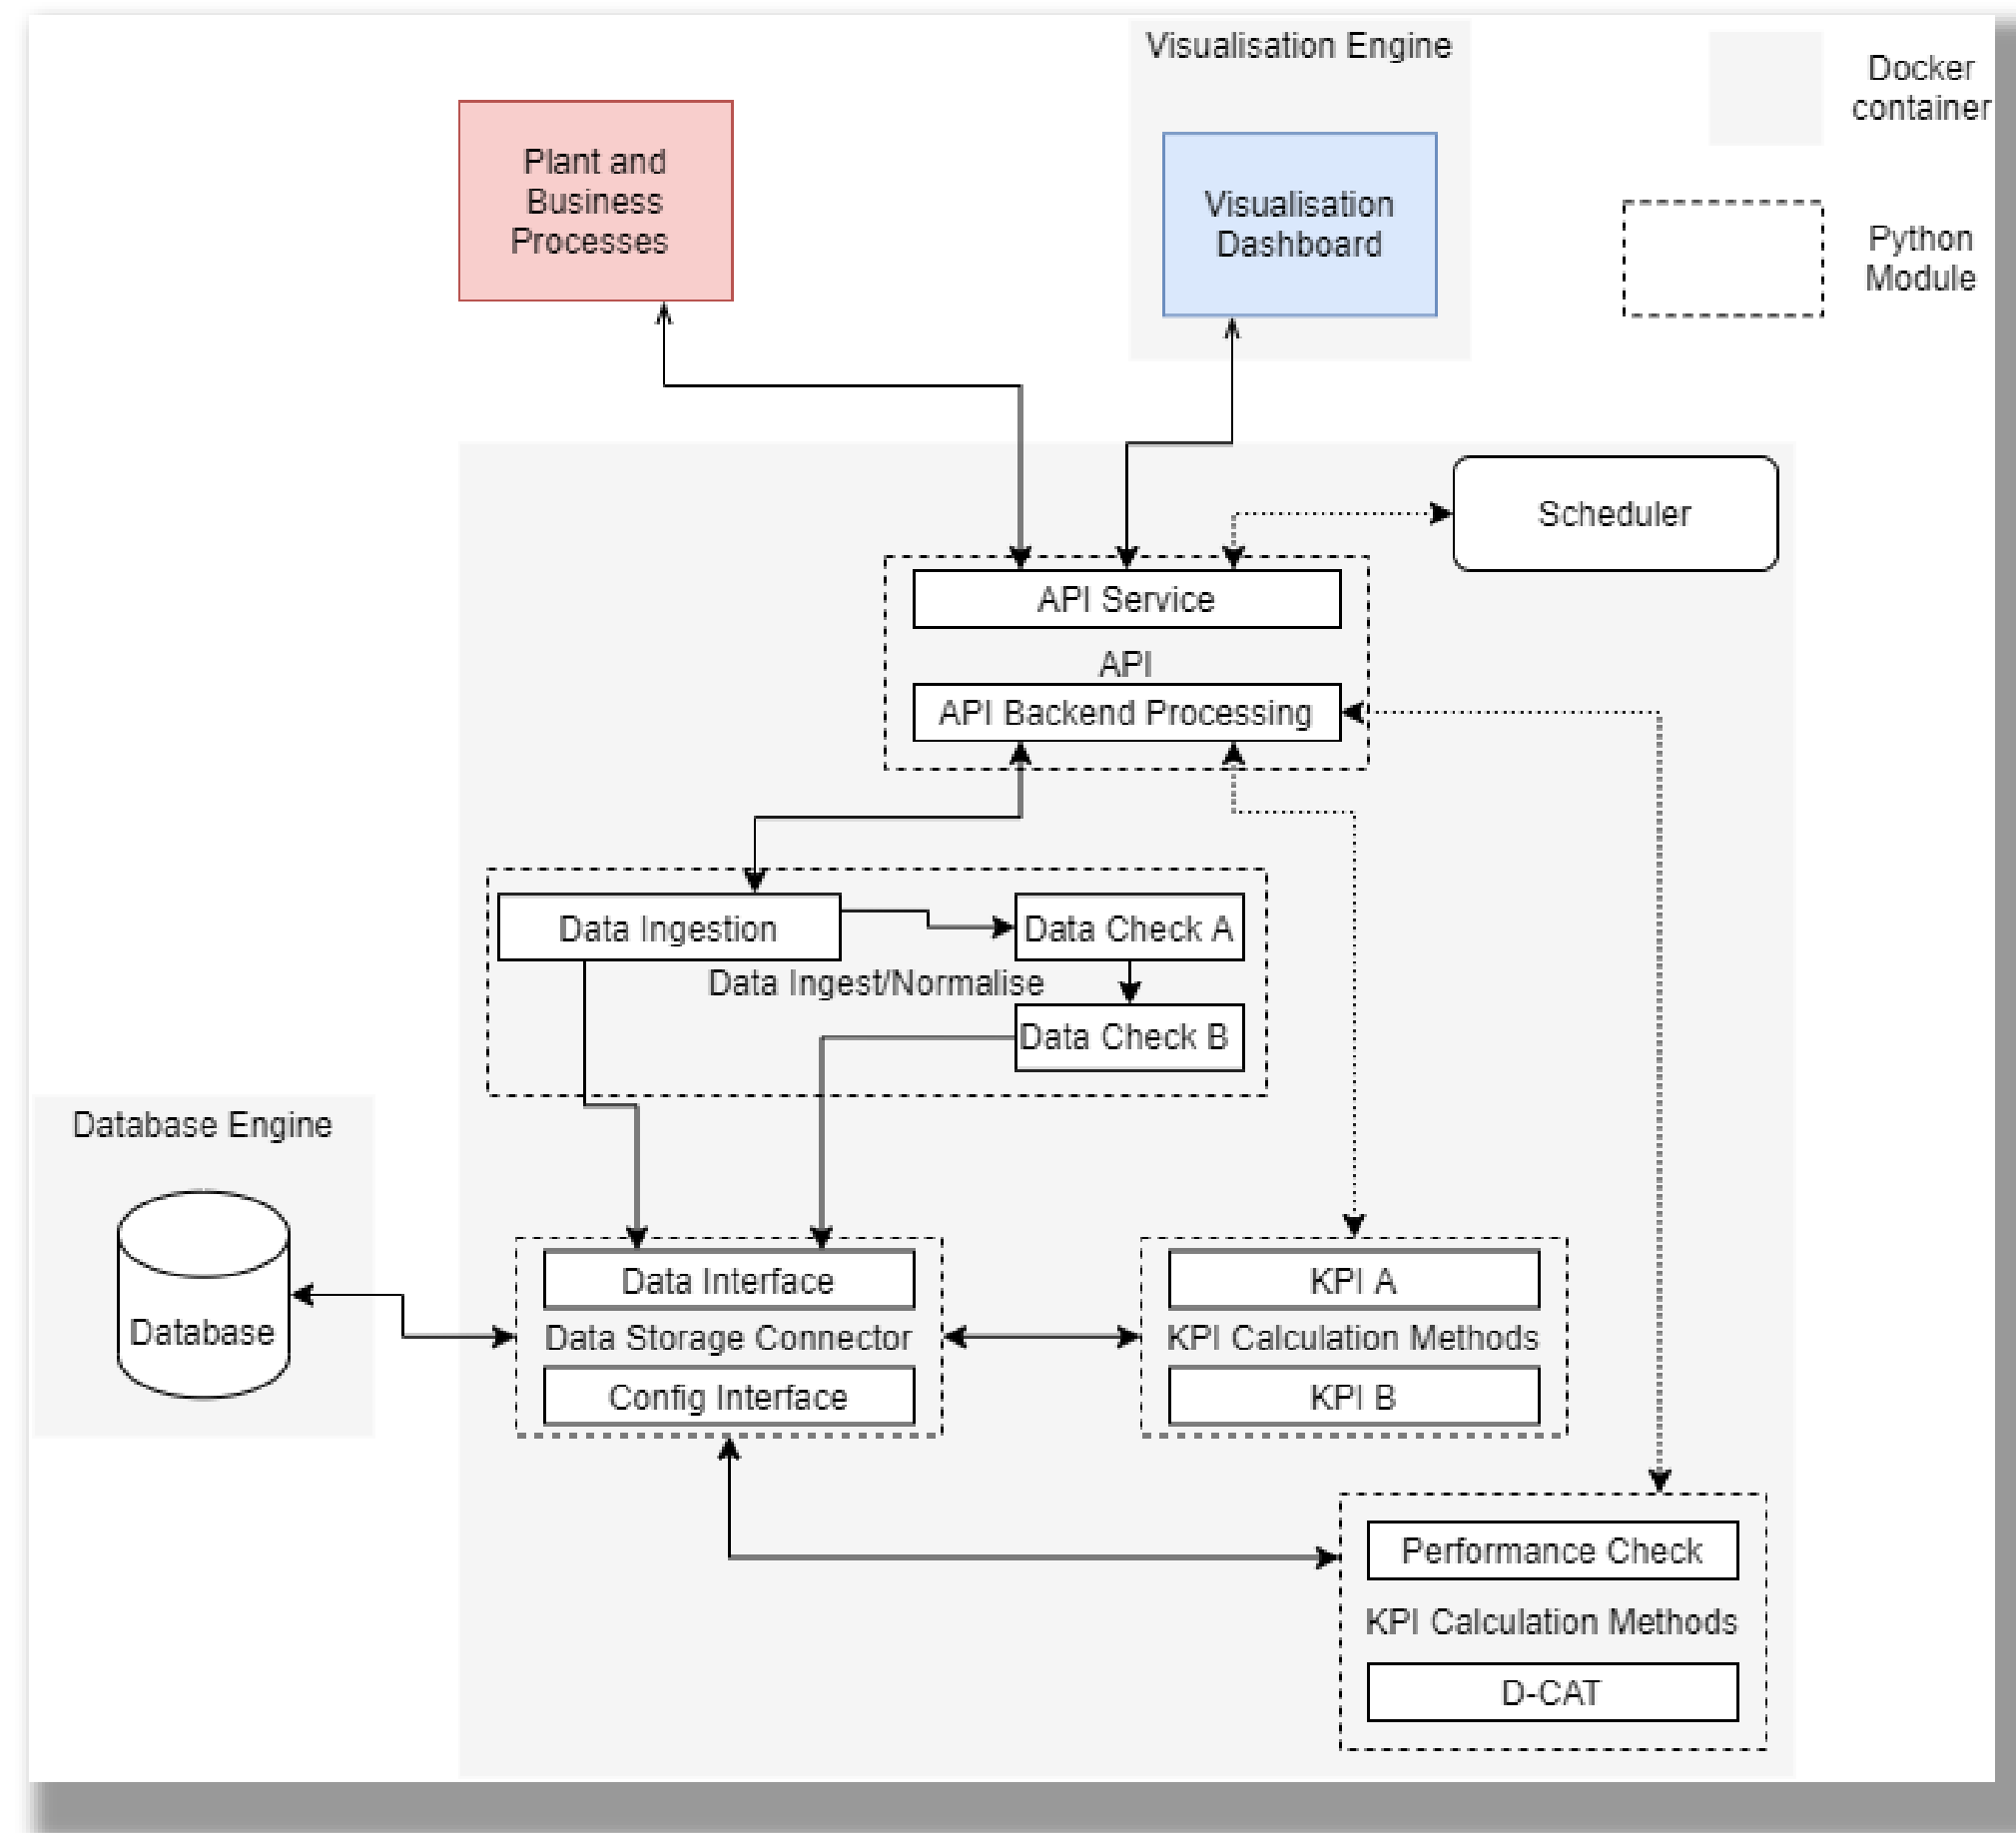 Visualisation Engine
Docker
container
Plant and
Business
Processes
Visualisation
Dashboard
Python
Module
Scheduler
API Service
API
API Backend Processing
Data Ingestion
Data Check A
Data Ingest/Normalise
Data Check B
Database Engine
Database
Data Interface
Data Storage Connector
Config Interface
KPI A
KPI Calculation Methods
KPI B
Performance Check
KPI Calculation Methods
D-CAT